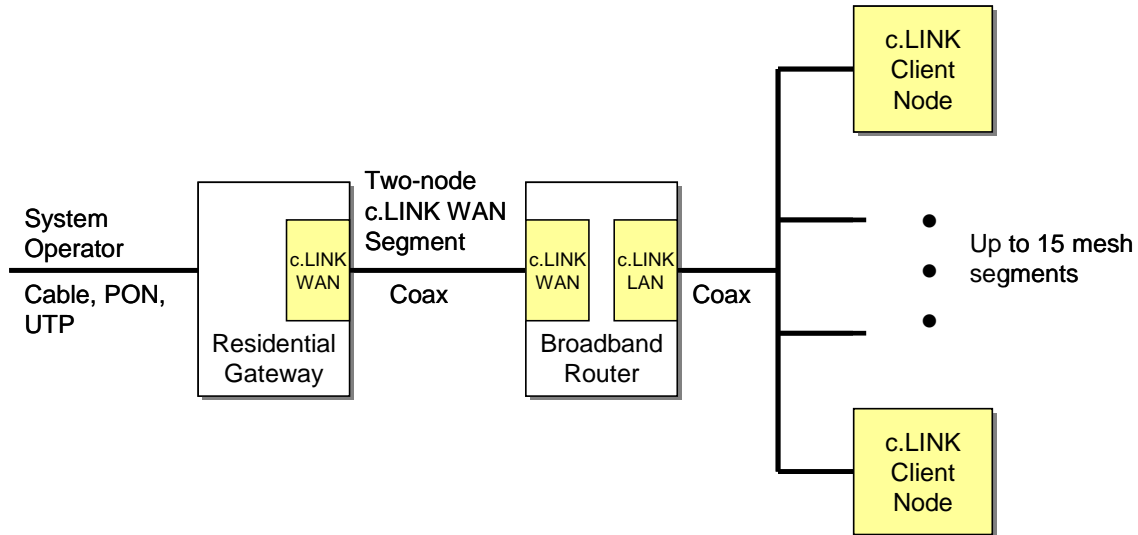 System
Operator
Cable, PON,
UTP
c.LINK
WAN
Residential
Gateway
Two-node
c.LINK WAN
Segment
Coax
c.LINK
WAN
c.LINK
LAN
Broadband
Router
Coax
c.LINK
Client
Node
Up to 15 mesh
segments
c.LINK
Client
Node